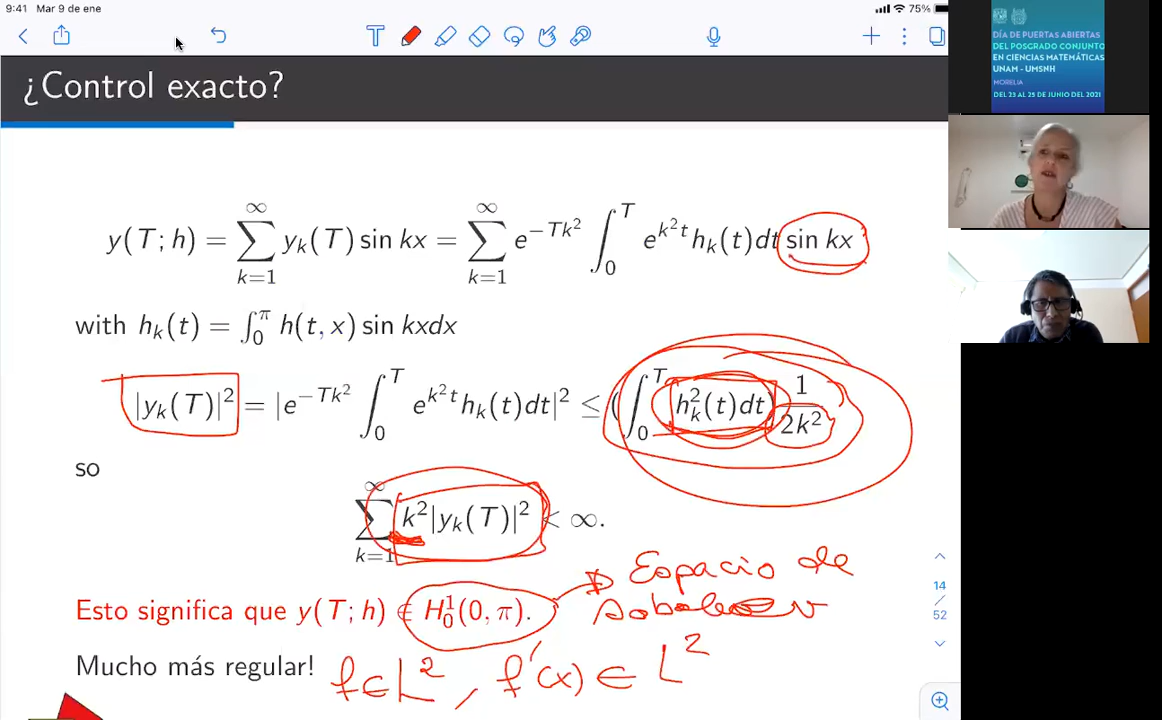 9:41 Mar 9 de ene
75%
¿Control exacto?
y(T; h) = ∑_{k=1}^{∞} y_k(T) sin kx = ∑_{k=1}^{∞} e^{-Tk²} ∫_0^T e^{k²t} h_k(t)dt sin kx
with h_k(t) = ∫_0^π h(t, x) sin kxdx
|y_k(T)|² = |e^{-Tk²} ∫_0^T e^{k²t} h_k(t)dt|² ≤ (∫_0^T h_k²(t)dt) 1/2k²
so
∑_{k=1}^{∞} k²|y_k(T)|² < ∞.
Espacio de
Esto significa que y(T; h) ∈ H_0^1(0, π).
Mucho más regular!
f ∈ L², f'(x) ∈ L²
14
/
52
DÍA DE PUERTAS ABIERTAS
DEL POSGRADO CONJUNTO
EN CIENCIAS MATEMÁTICAS
UNAM - UMSNH
MORELIA
DEL 23 AL 25 DE JUNIO DEL 2021